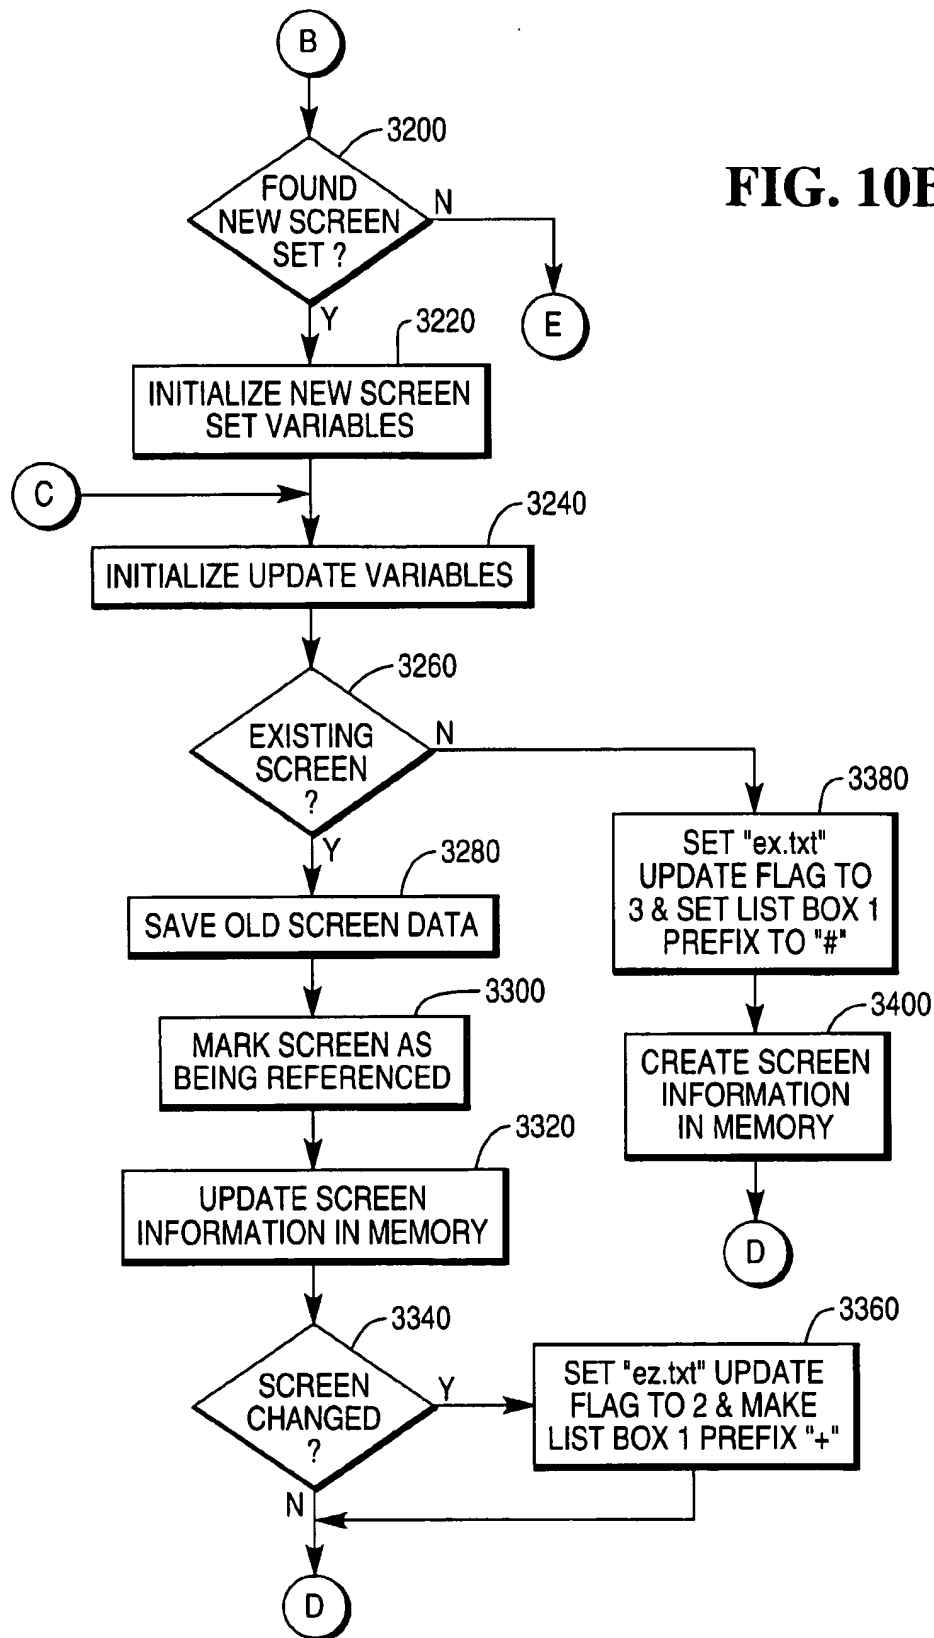 B
3200
FOUND
NEW SCREEN
SET ?
N
FIG. 10B
Y
E
3220
INITIALIZE NEW SCREEN
SET VARIABLES
C
3240
INITIALIZE UPDATE VARIABLES
3260
EXISTING
SCREEN
?
N
Y
3380
SET "ex.txt"
UPDATE FLAG TO
3 & SET LIST BOX 1
PREFIX TO "#"
3280
SAVE OLD SCREEN DATA
3300
MARK SCREEN AS
BEING REFERENCED
3400
CREATE SCREEN
INFORMATION
IN MEMORY
3320
UPDATE SCREEN
INFORMATION IN MEMORY
D
3340
SCREEN
CHANGED
?
Y
N
3360
SET "ez.txt" UPDATE
FLAG TO 2 & MAKE
LIST BOX 1 PREFIX "+"
D